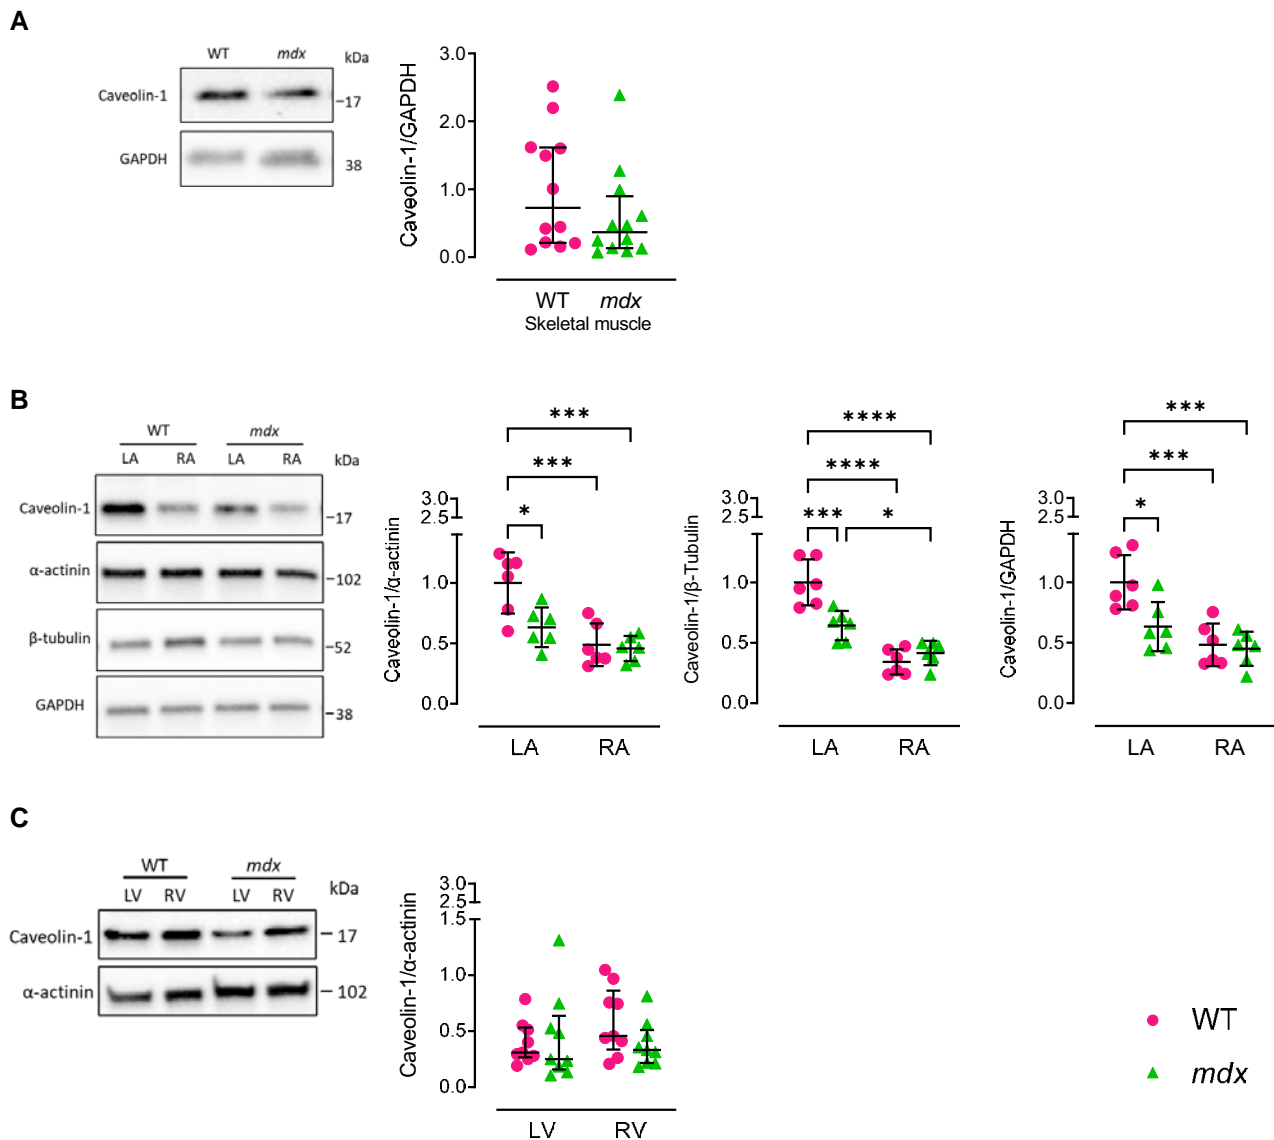 A
WT mdx kDa
Caveolin-1
–17
GAPDH
38
Caveolin-1/GAPDH
3.0
2.0
1.0
0.0
WT mdx
Skeletal muscle
B
WT mdx
LA RA LA RA kDa
Caveolin-1
–17
α-actinin
–102
β-tubulin
–52
GAPDH
–38
***
***
*
Caveolin-1/α-actinin
3.0
2.5
1.0
0.5
0.0
LA RA
****
****
*** *
Caveolin-1/β-Tubulin
3.0
2.5
1.0
0.5
0.0
LA RA
***
***
*
Caveolin-1/GAPDH
3.0
2.5
1.0
0.5
0.0
LA RA
C
WT mdx
LV RV LV RV kDa
Caveolin-1
– 17
α-actinin
– 102
Caveolin-1/α-actinin
3.0
2.5
1.5
1.0
0.5
0.0
LV RV
WT
mdx